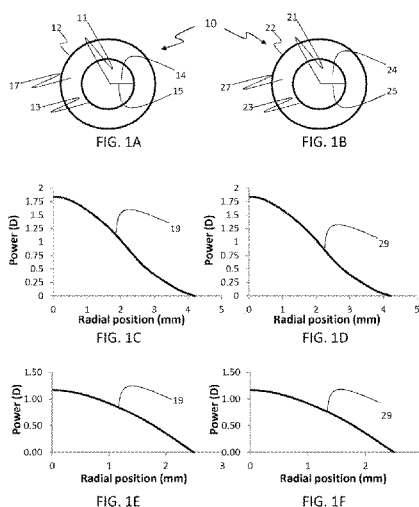 10
11
12
14
17
15
13
FIG. 1A
21
22
24
27
25
23
FIG. 1B
Power (D)
2
1.75
1.5
1.25
1
0.75
0.5
0.25
0
19
0 1 2 3 4 5
Radial position (mm)
FIG. 1C
Power (D)
2
1.75
1.5
1.25
1
0.75
0.5
0.25
0
29
0 1 2 3 4 5
Radial position (mm)
FIG. 1D
Power (D)
1.50
1.00
0.50
0.00
19
0 1 2 3
Radial position (mm)
FIG. 1E
Power (D)
1.50
1.00
0.50
0.00
29
0 1 2
Radial position (mm)
FIG. 1F